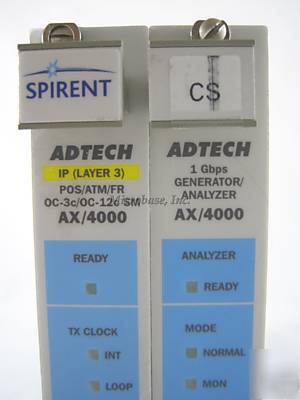 SPIRENT
ADTECH
IP (LAYER 3)
POS/ATM/FR
OC-3c/OC-12c SM
AX/4000
READY
TX CLOCK
INT
LOOP
CS
ADTECH
1 Gbps
GENERATOR/
ANALYZER
AX/4000
ANALYZER
READY
MODE
NORMAL
MON